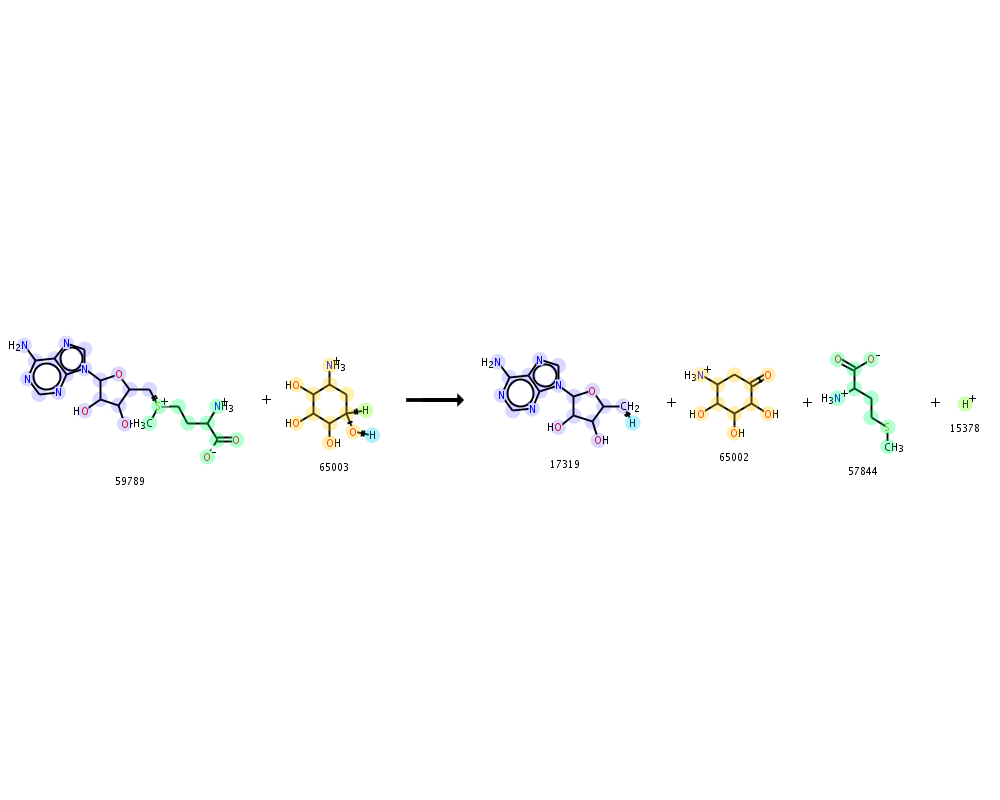 H2N N N N N N O OH OH S+ H3C NH3+ O O-
59789
+
NH3+ HO HO HO OH H O H
65003
H2N N N N N N O HO OH CH2 H
17319
+
H3N+ O HO OH OH
65002
+
O O- H3N+ S CH3
57844
+
H+
15378